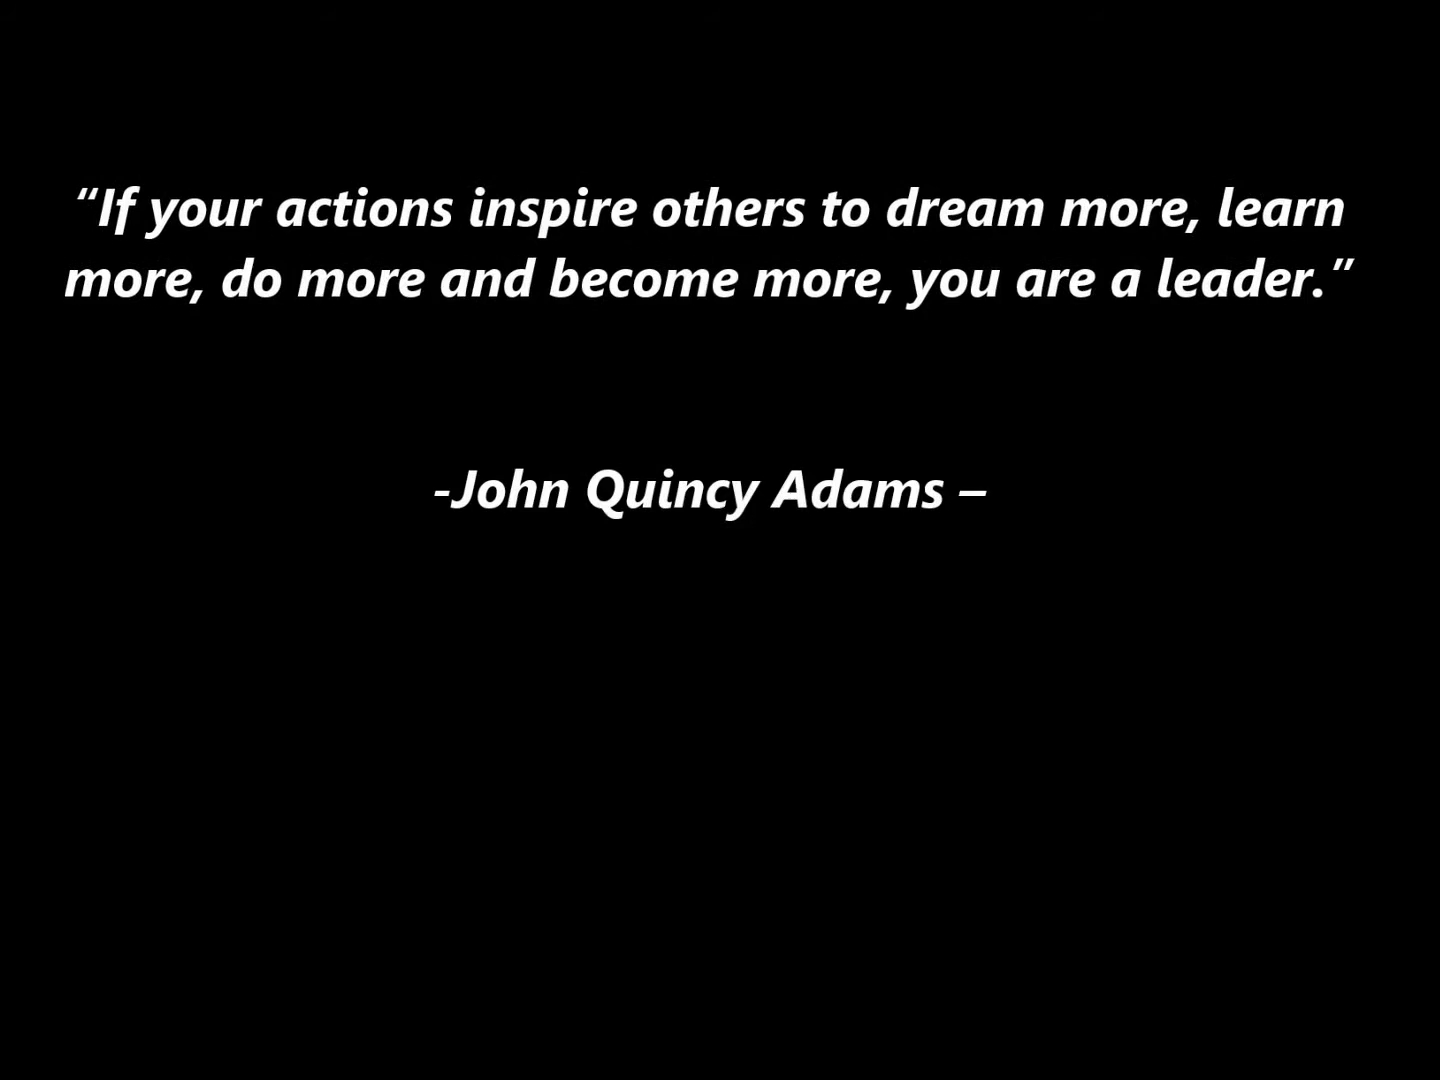 “If your actions inspire others to dream more, learn
more, do more and become more, you are a leader.”
-John Quincy Adams –